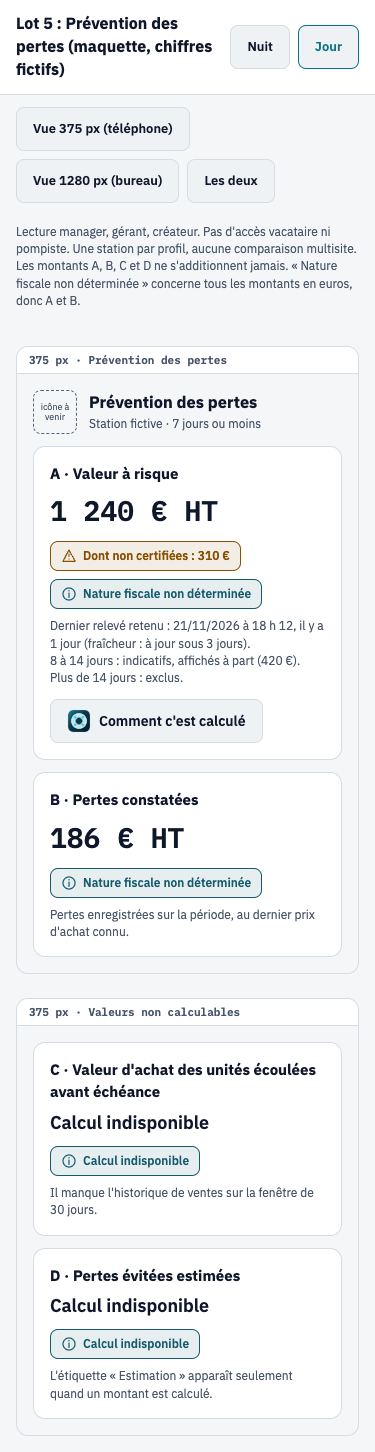 Lot 5 : Prévention des
pertes (maquette, chiffres
fictifs)
Nuit
Jour
Vue 375 px (téléphone)
Vue 1280 px (bureau)
Les deux
Lecture manager, gérant, créateur. Pas d'accès vacataire ni
pompiste. Une station par profil, aucune comparaison multisite.
Les montants A, B, C et D ne s'additionnent jamais. « Nature
fiscale non déterminée » concerne tous les montants en euros,
donc A et B.
375 px · Prévention des pertes
icône à
venir
Prévention des pertes
Station fictive · 7 jours ou moins
A · Valeur à risque
1 240 € HT
Dont non certifiées : 310 €
Nature fiscale non déterminée
Dernier relevé retenu : 21/11/2026 à 18 h 12, il y a
1 jour (fraîcheur : à jour sous 3 jours).
8 à 14 jours : indicatifs, affichés à part (420 €).
Plus de 14 jours : exclus.
Comment c'est calculé
B · Pertes constatées
186 € HT
Nature fiscale non déterminée
Pertes enregistrées sur la période, au dernier prix
d'achat connu.
375 px · Valeurs non calculables
C · Valeur d'achat des unités écoulées
avant échéance
Calcul indisponible
Calcul indisponible
Il manque l'historique de ventes sur la fenêtre de
30 jours.
D · Pertes évitées estimées
Calcul indisponible
Calcul indisponible
L'étiquette « Estimation » apparaît seulement
quand un montant est calculé.